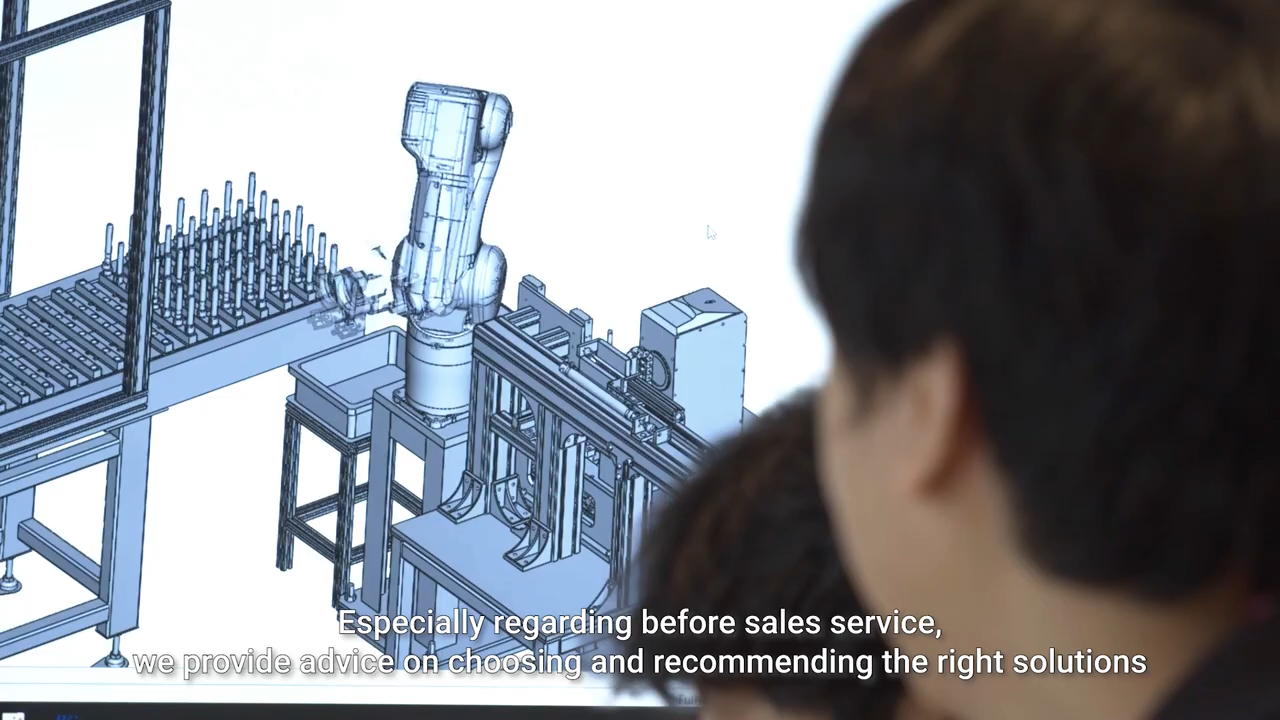 Especially regarding before sales service,
we provide advice on choosing and recommending the right solutions